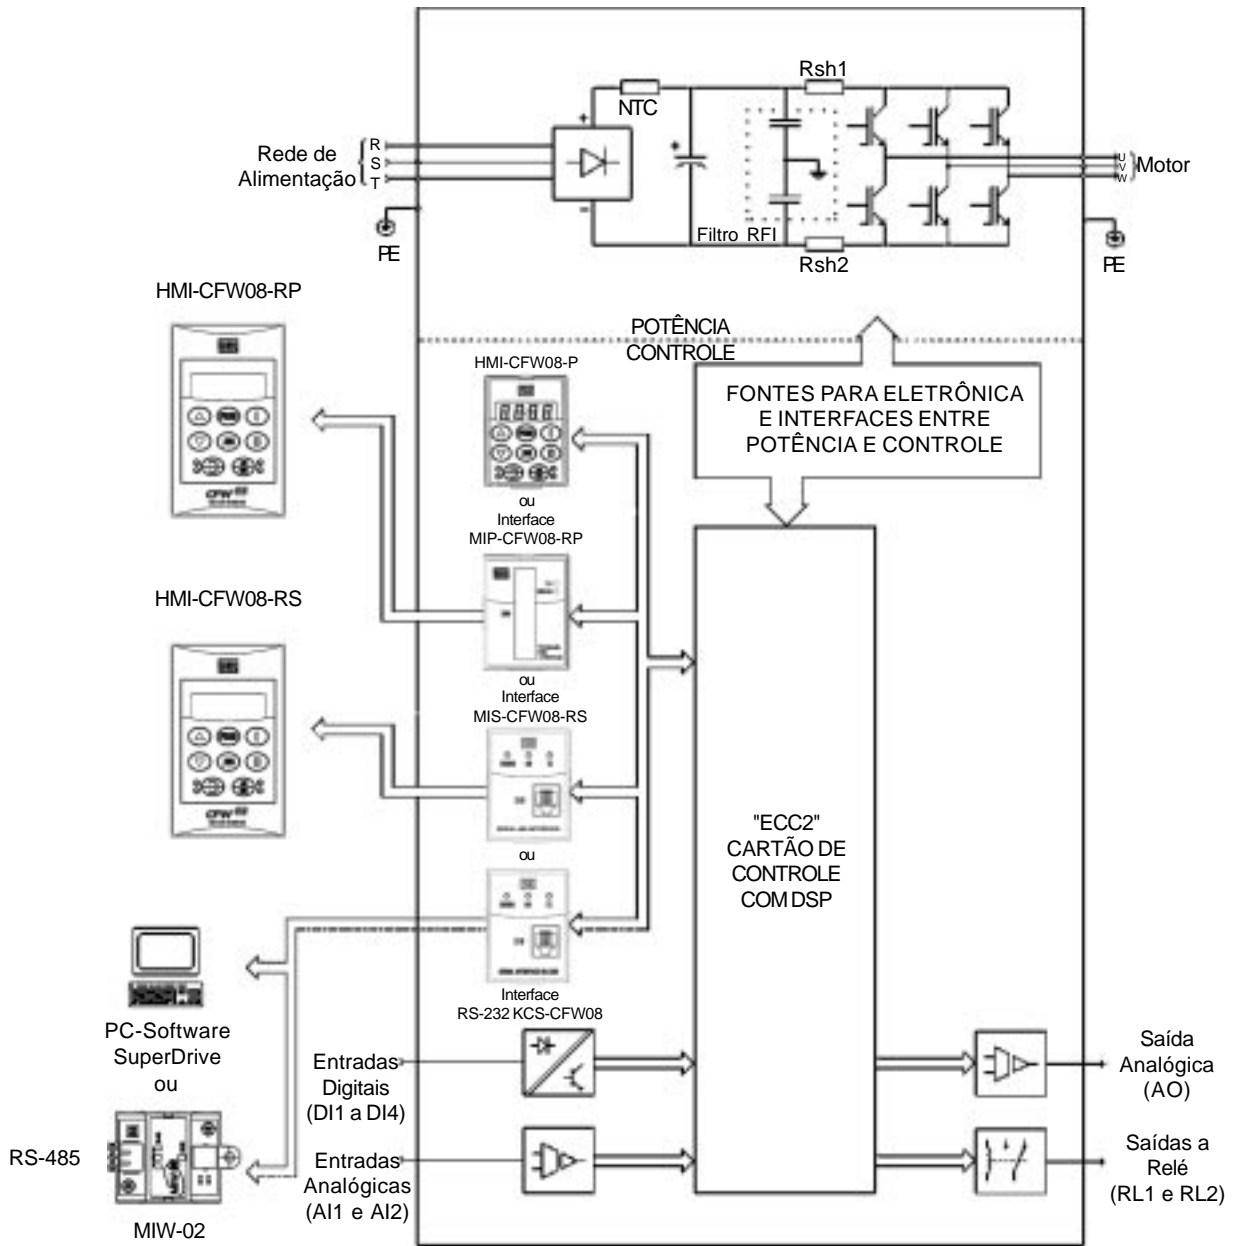 Rsh1
NTC
+
R
S
T
Rede de
Alimentação
U
V
W
Motor
PE
Filtro RFI
Rsh2
PE
HMI-CFW08-RP
POTÊNCIA
CONTROLE
HMI-CFW08-P
FONTES PARA ELETRÔNICA
E INTERFACES ENTRE
POTÊNCIA E CONTROLE
ou
Interface
MIP-CFW08-RP
HMI-CFW08-RS
ou
Interface
MIS-CFW08-RS
"ECC2"
CARTÃO DE
CONTROLE
COM DSP
ou
Interface
RS-232 KCS-CFW08
PC-Software
SuperDrive
ou
RS-485
MIW-02
Entradas
Digitais
(DI1 a DI4)
Entradas
Analógicas
(AI1 e AI2)
Saída
Analógica
(AO)
Saídas a
Relé
(RL1 e RL2)